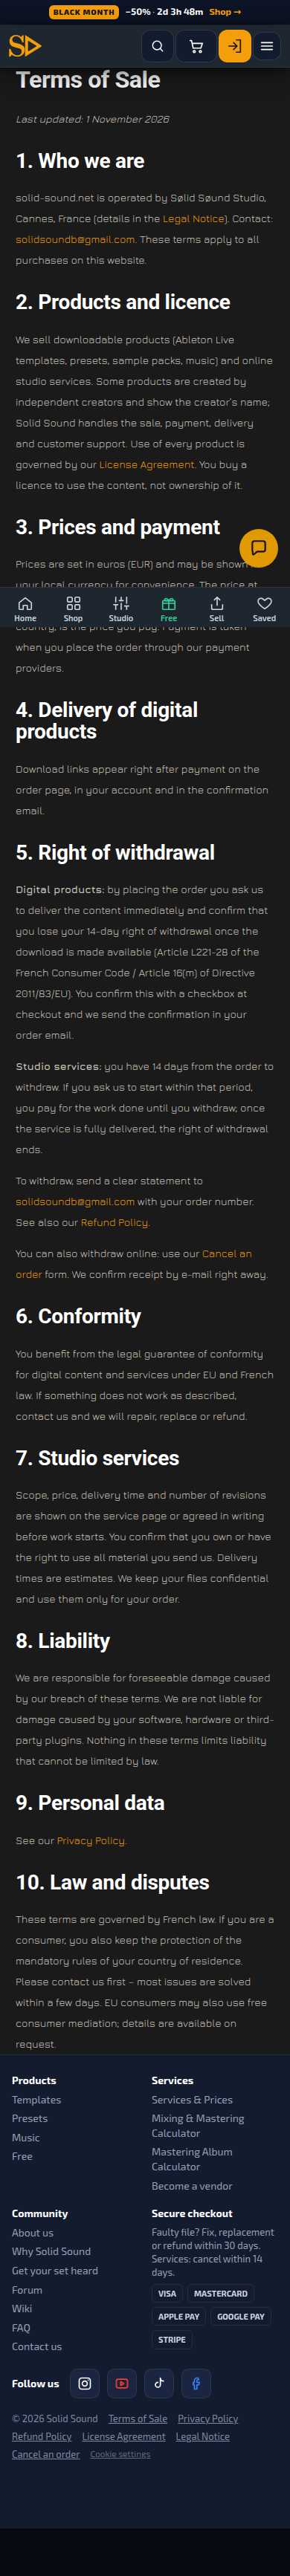 BLACK MONTH −50% · 2d 3h 48m Shop →
SD
Terms of Sale
Last updated: 1 November 2026
1. Who we are
solid-sound.net is operated by Sølid Søund Studio,
Cannes, France (details in the Legal Notice). Contact:
solidsoundb@gmail.com. These terms apply to all
purchases on this website.
2. Products and licence
We sell downloadable products (Ableton Live
templates, presets, sample packs, music) and online
studio services. Some products are created by
independent creators and show the creator's name;
Solid Sound handles the sale, payment, delivery
and customer support. Use of every product is
governed by our License Agreement. You buy a
licence to use the content, not ownership of it.
3. Prices and payment
Prices are set in euros (EUR) and may be shown
your local currency for convenience. The price at
Home Shop Studio Free Sell Saved
country, is the price you pay. Payment is taken
when you place the order through our payment
providers.
4. Delivery of digital
products
Download links appear right after payment on the
order page, in your account and in the confirmation
email.
5. Right of withdrawal
Digital products: by placing the order you ask us
to deliver the content immediately and confirm that
you lose your 14-day right of withdrawal once the
download is made available (Article L221-28 of the
French Consumer Code / Article 16(m) of Directive
2011/83/EU). You confirm this with a checkbox at
checkout and we send the confirmation in your
order email.
Studio services: you have 14 days from the order to
withdraw. If you ask us to start within that period,
you pay for the work done until you withdraw; once
the service is fully delivered, the right of withdrawal
ends.
To withdraw, send a clear statement to
solidsoundb@gmail.com with your order number.
See also our Refund Policy.
You can also withdraw online: use our Cancel an
order form. We confirm receipt by e-mail right away.
6. Conformity
You benefit from the legal guarantee of conformity
for digital content and services under EU and French
law. If something does not work as described,
contact us and we will repair, replace or refund.
7. Studio services
Scope, price, delivery time and number of revisions
are shown on the service page or agreed in writing
before work starts. You confirm that you own or have
the right to use all material you send us. Delivery
times are estimates. We keep your files confidential
and use them only for your order.
8. Liability
We are responsible for foreseeable damage caused
by our breach of these terms. We are not liable for
damage caused by your software, hardware or third-
party plugins. Nothing in these terms limits liability
that cannot be limited by law.
9. Personal data
See our Privacy Policy.
10. Law and disputes
These terms are governed by French law. If you are a
consumer, you also keep the protection of the
mandatory rules of your country of residence.
Please contact us first – most issues are solved
within a few days. EU consumers may also use free
consumer mediation; details are available on
request.
Products
Templates
Presets
Music
Free
Services
Services & Prices
Mixing & Mastering
Calculator
Mastering Album
Calculator
Become a vendor
Community
About us
Why Solid Sound
Get your set heard
Forum
Wiki
FAQ
Contact us
Secure checkout
Faulty file? Fix, replacement
or refund within 30 days.
Services: cancel within 14
days.
VISA MASTERCARD
APPLE PAY GOOGLE PAY
STRIPE
Follow us
© 2026 Solid Sound Terms of Sale Privacy Policy
Refund Policy License Agreement Legal Notice
Cancel an order Cookie settings